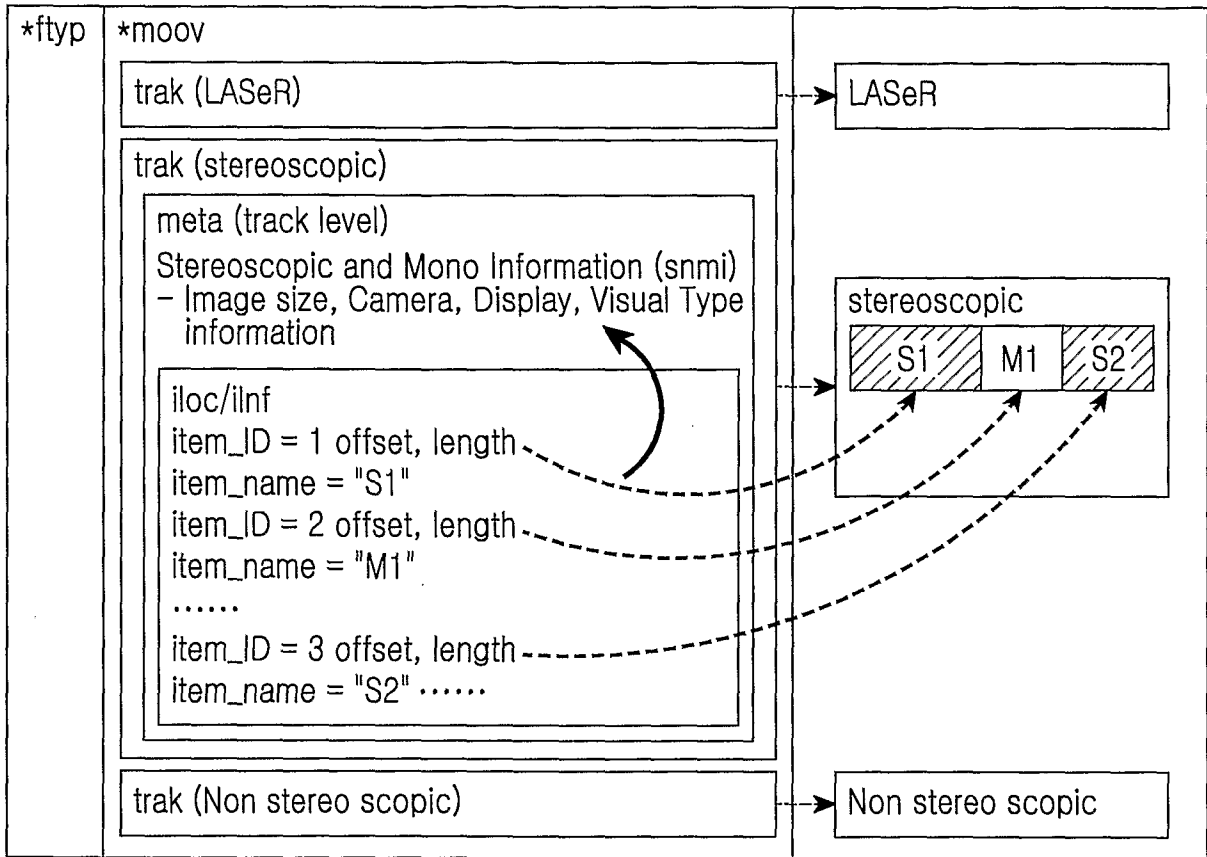 *ftyp
*moov
trak (LASeR)
LASeR
trak (stereoscopic)
meta (track level)
Stereoscopic and Mono Information (snmi)
– Image size, Camera, Display, Visual Type
information
stereoscopic
S1
M1
S2
iloc/iInf
item_ID = 1 offset, length
item_name = "S1"
item_ID = 2 offset, length
item_name = "M1"
······
item_ID = 3 offset, length
item_name = "S2" ······
trak (Non stereo scopic)
Non stereo scopic